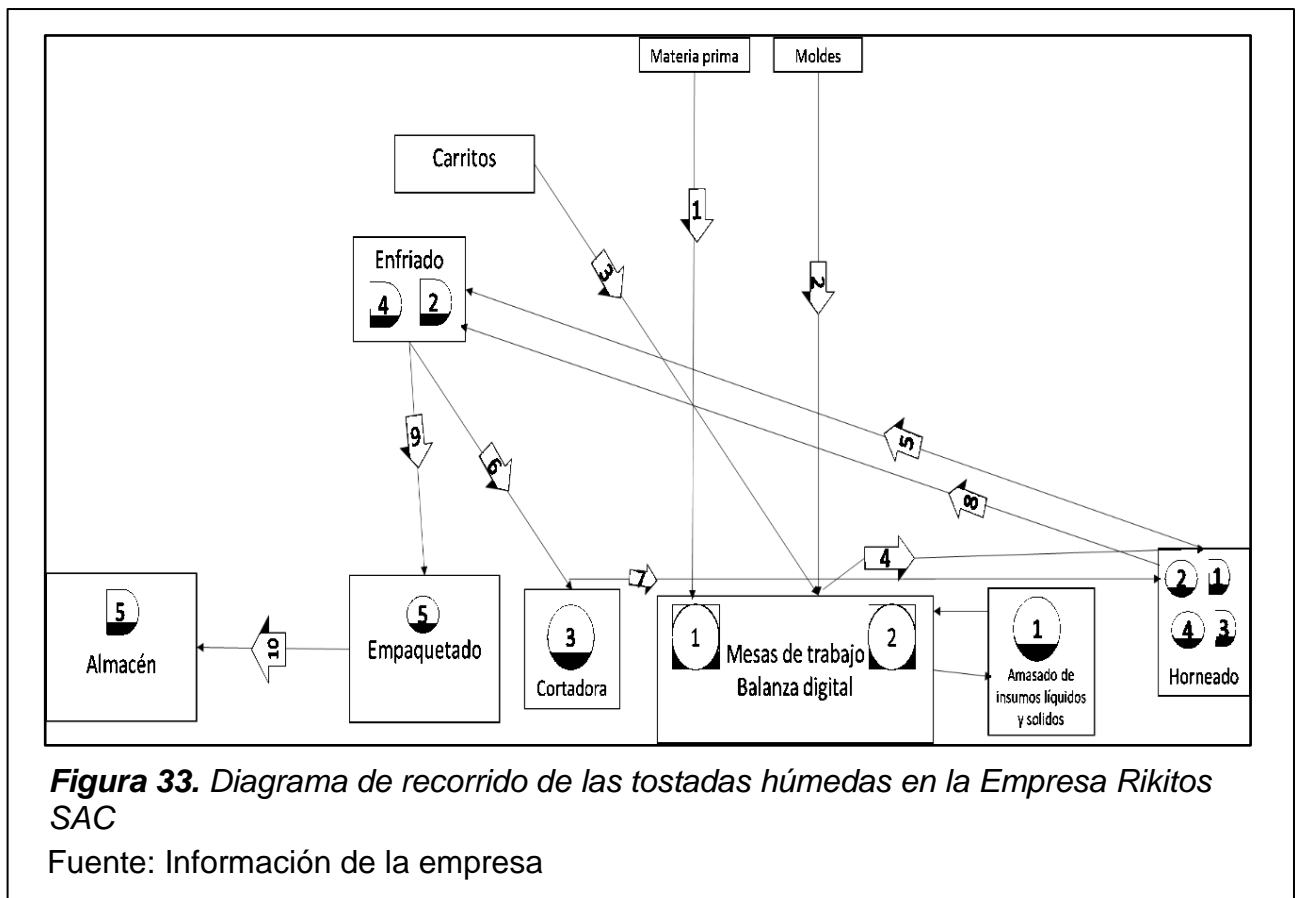 Materia prima
Moldes
Carritos
1
2
3
Enfriado
4 2
5
9
6
8
4
7
2 1
4 3
Horneado
5
Almacén
10
5
Empaquetado
3
Cortadora
1 2
Mesas de trabajo
Balanza digital
1
Amasado de
insumos líquidos
y solidos
Figura 33. Diagrama de recorrido de las tostadas húmedas en la Empresa Rikitos
SAC
Fuente: Información de la empresa